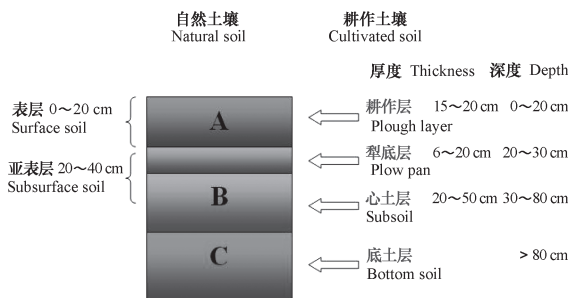 自然土壤 耕作土壤
Natural soil Cultivated soil
厚度 Thickness 深度 Depth
表层 0～20 cm
Surface soil
亚表层 20～40 cm
Subsurface soil
A
B
C
耕作层 15～20 cm 0～20 cm
Plough layer
犁底层 6～20 cm 20～30 cm
Plow pan
心土层 20～50 cm 30～80 cm
Subsoil
底土层 > 80 cm
Bottom soil